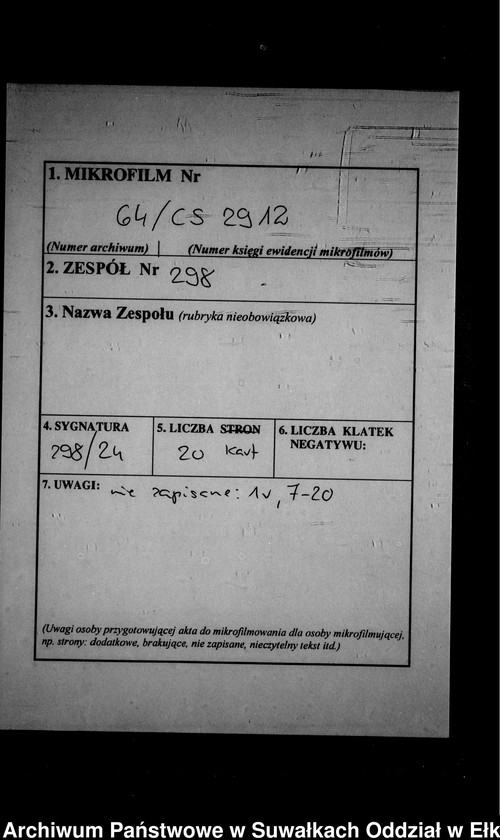 1. MIKROFILM Nr
64/CS 2912
(Numer archiwum) (Numer księgi ewidencji mikrofilmów)
2. ZESPÓŁ Nr 298
3. Nazwa Zespołu (rubryka nieobowiązkowa)
4. SYGNATURA
298/24
5. LICZBA STRON
20 kart
6. LICZBA KLATEK
NEGATYWU:
7. UWAGI: nie zapisane: 1v, 7-20
(Uwagi osoby przygotowującej akta do mikrofilmowania dla osoby mikrofilmującej,
np. strony: dodatkowe, brakujące, nie zapisane, nieczytelny tekst itd.)
Archiwum Państwowe w Suwałkach Oddział w Ełk